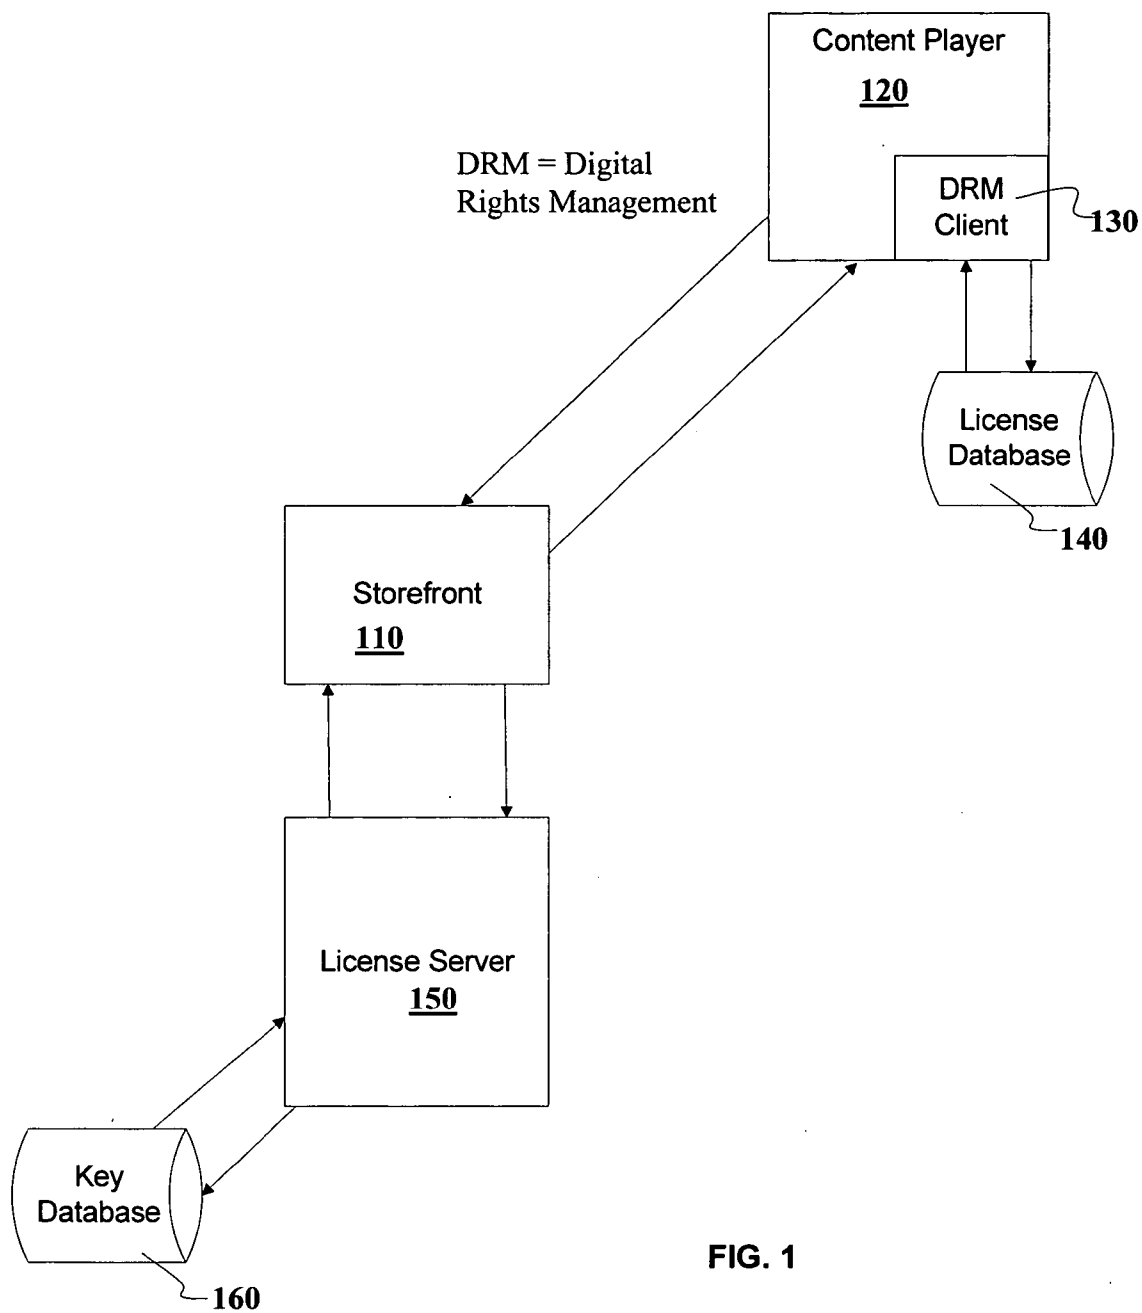 Content Player
120
DRM = Digital
Rights Management
DRM
Client
130
License
Database
140
Storefront
110
License Server
150
Key
Database
160
FIG. 1